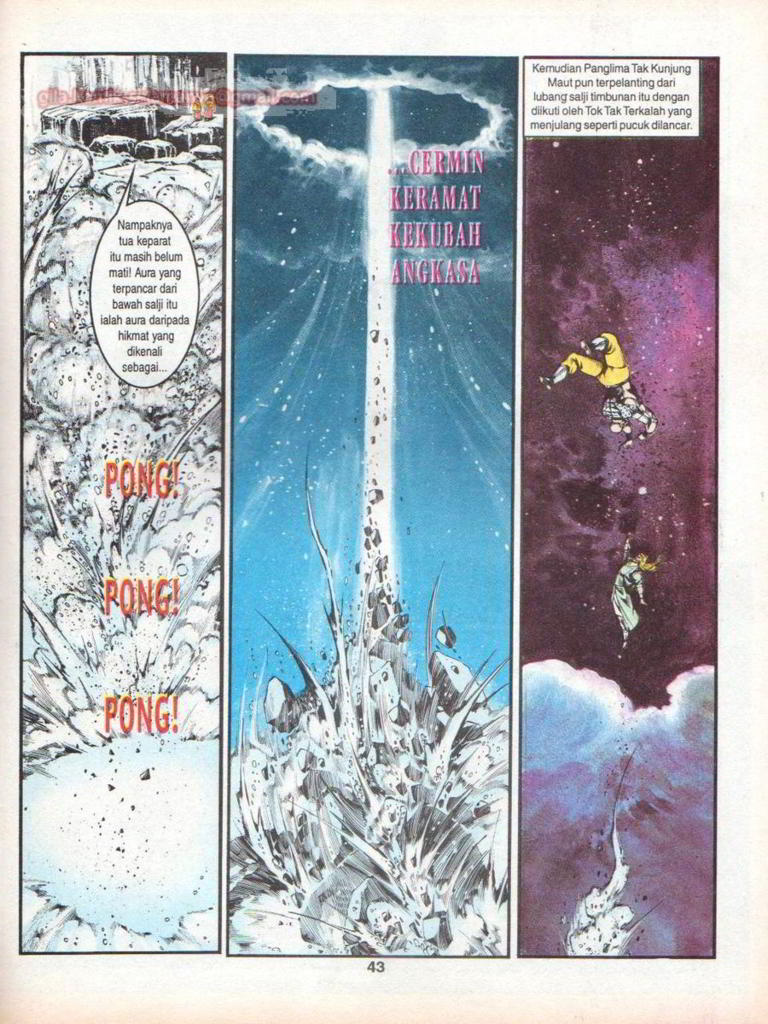 Nampaknya
tua keparat
itu masih belum
mati! Aura yang
terpancar dari
bawah salji itu
ialah aura daripada
hikmat yang
dikenali
sebagai...
PONG!
PONG!
PONG!
...CERMIN
KERAMAT
KEKUBAH
ANGKASA
Kemudian Panglima Tak Kunjung
Maut pun terpelanting dari
lubang salji timbunan itu dengan
diikuti oleh Tok Tak Terkalah yang
menjulang seperti pucuk dilancar.
43